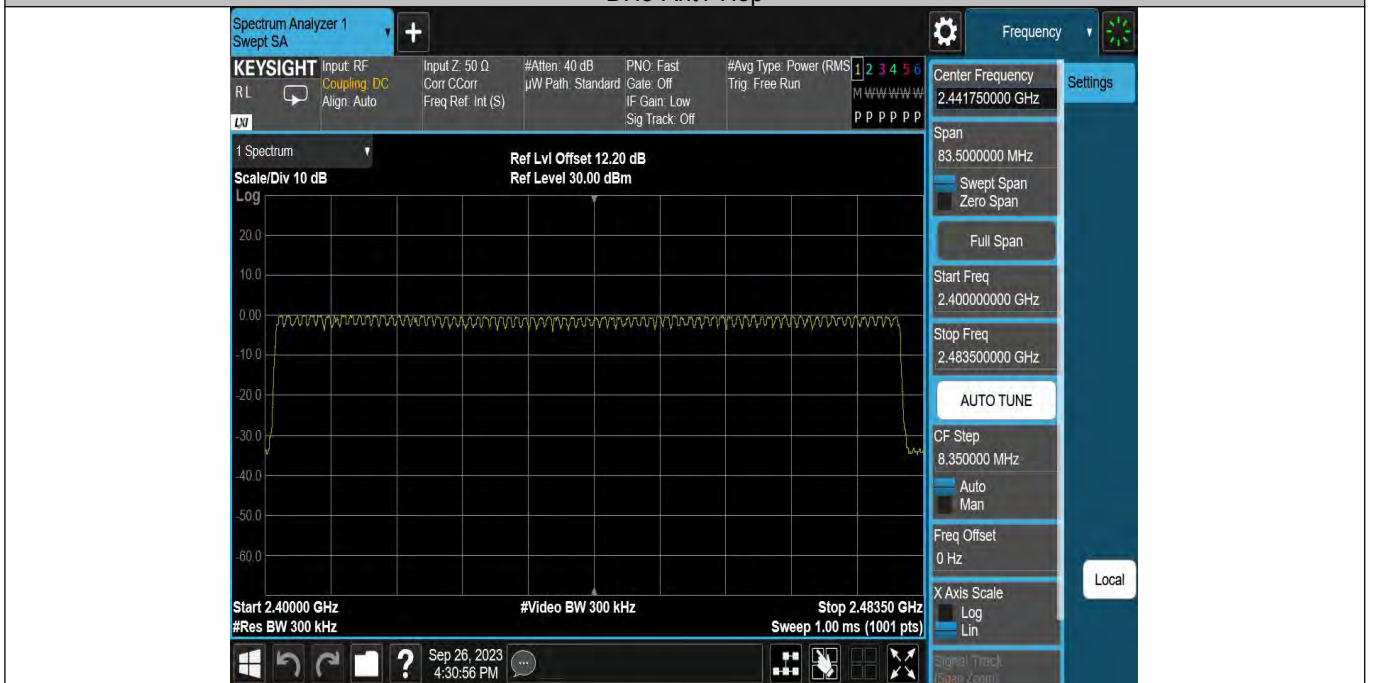 Spectrum Analyzer 1
Swept SA
+
Frequency
KEYSIGHT
RL
LXI
Input: RF
Coupling: DC
Align: Auto
Input Z: 50 Ω
Corr CCorr
Freq Ref: Int (S)
#Atten: 40 dB
µW Path: Standard
PNO: Fast
Gate: Off
IF Gain: Low
Sig Track: Off
#Avg Type: Power (RMS
Trig: Free Run
1 2 3 4 5 6
M W W W W W
P P P P P P
Center Frequency
2.441750000 GHz
Settings
Span
83.5000000 MHz
Swept Span
Zero Span
Full Span
Start Freq
2.400000000 GHz
Stop Freq
2.483500000 GHz
AUTO TUNE
CF Step
8.350000 MHz
Auto
Man
Freq Offset
0 Hz
X Axis Scale
Log
Lin
Signal Track
(Span Zoom)
Local
1 Spectrum
Scale/Div 10 dB
Log
Ref Lvl Offset 12.20 dB
Ref Level 30.00 dBm
20.0
10.0
0.00
-10.0
-20.0
-30.0
-40.0
-50.0
-60.0
Start 2.40000 GHz
#Res BW 300 kHz
#Video BW 300 kHz
Stop 2.48350 GHz
Sweep 1.00 ms (1001 pts)
?
Sep 26, 2023
4:30:56 PM